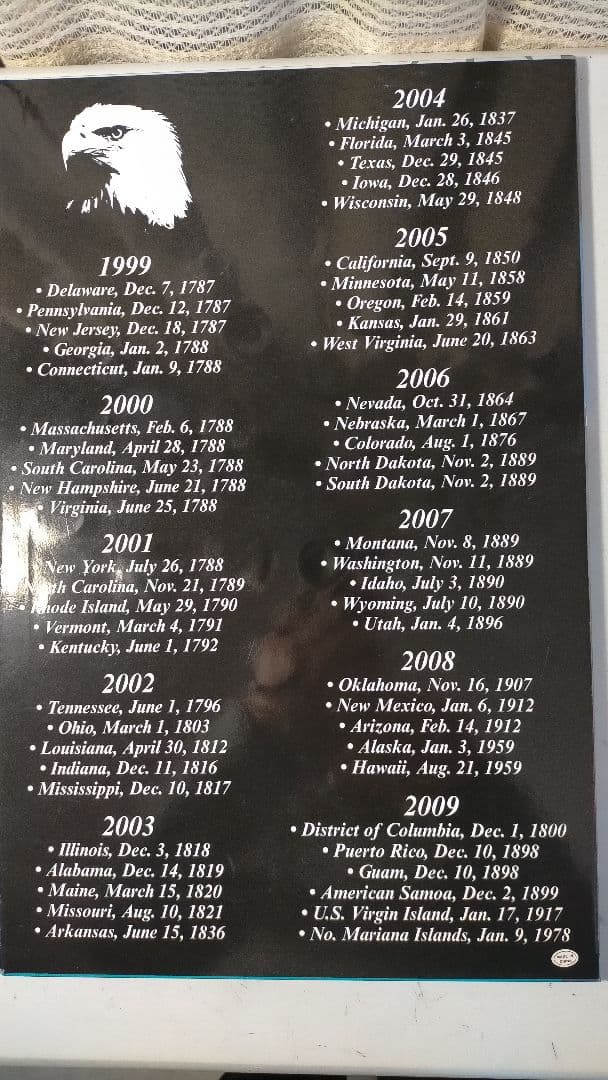 1999
• Delaware, Dec. 7, 1787
• Pennsylvania, Dec. 12, 1787
• New Jersey, Dec. 18, 1787
• Georgia, Jan. 2, 1788
• Connecticut, Jan. 9, 1788
2000
• Massachusetts, Feb. 6, 1788
• Maryland, April 28, 1788
• South Carolina, May 23, 1788
• New Hampshire, June 21, 1788
• Virginia, June 25, 1788
2001
New York, July 26, 1788
North Carolina, Nov. 21, 1789
• Rhode Island, May 29, 1790
• Vermont, March 4, 1791
• Kentucky, June 1, 1792
2002
• Tennessee, June 1, 1796
• Ohio, March 1, 1803
• Louisiana, April 30, 1812
• Indiana, Dec. 11, 1816
• Mississippi, Dec. 10, 1817
2003
• Illinois, Dec. 3, 1818
• Alabama, Dec. 14, 1819
• Maine, March 15, 1820
• Missouri, Aug. 10, 1821
• Arkansas, June 15, 1836
2004
• Michigan, Jan. 26, 1837
• Florida, March 3, 1845
• Texas, Dec. 29, 1845
• Iowa, Dec. 28, 1846
• Wisconsin, May 29, 1848
2005
• California, Sept. 9, 1850
• Minnesota, May 11, 1858
• Oregon, Feb. 14, 1859
• Kansas, Jan. 29, 1861
• West Virginia, June 20, 1863
2006
• Nevada, Oct. 31, 1864
• Nebraska, March 1, 1867
• Colorado, Aug. 1, 1876
• North Dakota, Nov. 2, 1889
• South Dakota, Nov. 2, 1889
2007
• Montana, Nov. 8, 1889
• Washington, Nov. 11, 1889
• Idaho, July 3, 1890
• Wyoming, July 10, 1890
• Utah, Jan. 4, 1896
2008
• Oklahoma, Nov. 16, 1907
• New Mexico, Jan. 6, 1912
• Arizona, Feb. 14, 1912
• Alaska, Jan. 3, 1959
• Hawaii, Aug. 21, 1959
2009
• District of Columbia, Dec. 1, 1800
• Puerto Rico, Dec. 10, 1898
• Guam, Dec. 10, 1898
• American Samoa, Dec. 2, 1899
• U.S. Virgin Island, Jan. 17, 1917
• No. Mariana Islands, Jan. 9, 1978